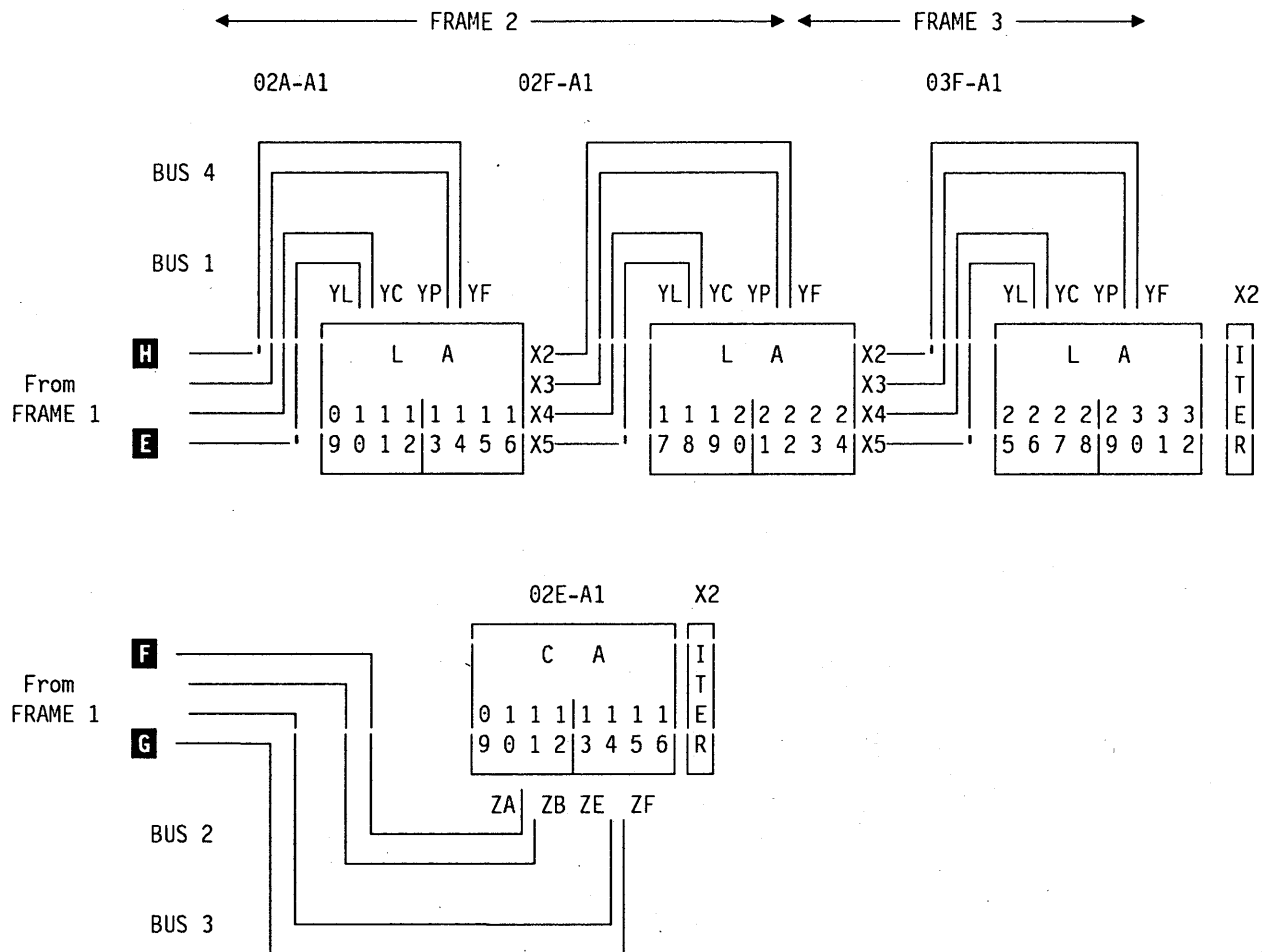 FRAME 2 FRAME 3
02A-A1 02F-A1 03F-A1
BUS 4
BUS 1
YL YC YP YF YL YC YP YF YL YC YP YF X2
H L A X2 L A X2 L A I
From X3 X3 T
FRAME 1 0 1 1 1 1 1 1 1 X4 1 1 1 2 2 2 2 2 X4 2 2 2 2 2 3 3 3 E
E 9 0 1 2 3 4 5 6 X5 7 8 9 0 1 2 3 4 X5 5 6 7 8 9 0 1 2 R
02E-A1 X2
F C A I
From T
FRAME 1 0 1 1 1 1 1 1 1 E
G 9 0 1 2 3 4 5 6 R
ZA ZB ZE ZF
BUS 2
BUS 3